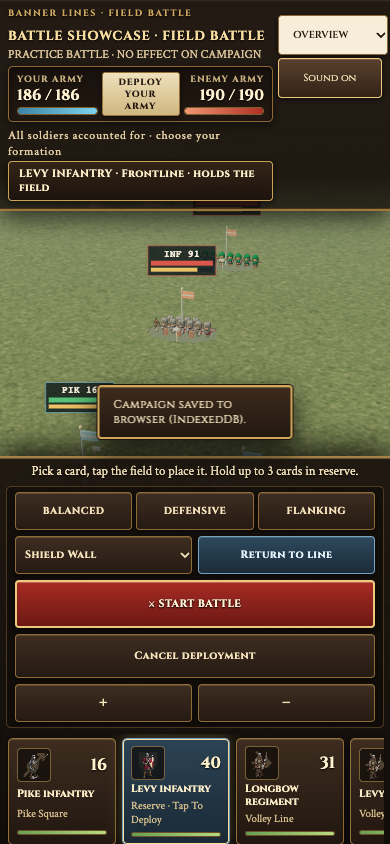 BANNER LINES · FIELD BATTLE
BATTLE SHOWCASE · FIELD BATTLE
PRACTICE BATTLE · NO EFFECT ON CAMPAIGN
OVERVIEW
Sound on
YOUR ARMY
186 / 186
DEPLOY
YOUR
ARMY
ENEMY ARMY
190 / 190
All soldiers accounted for · choose your
formation
LEVY INFANTRY · Frontline · holds the
field
INF 91
PIK 16
Campaign saved to
browser (IndexedDB).
Pick a card, tap the field to place it. Hold up to 3 cards in reserve.
BALANCED
DEFENSIVE
FLANKING
Shield Wall
Return to line
× START BATTLE
Cancel deployment
+
−
16
Pike Infantry
Pike Square
40
Levy Infantry
Reserve · Tap To
Deploy
31
Longbow
Regiment
Volley Line
Levy
Volley